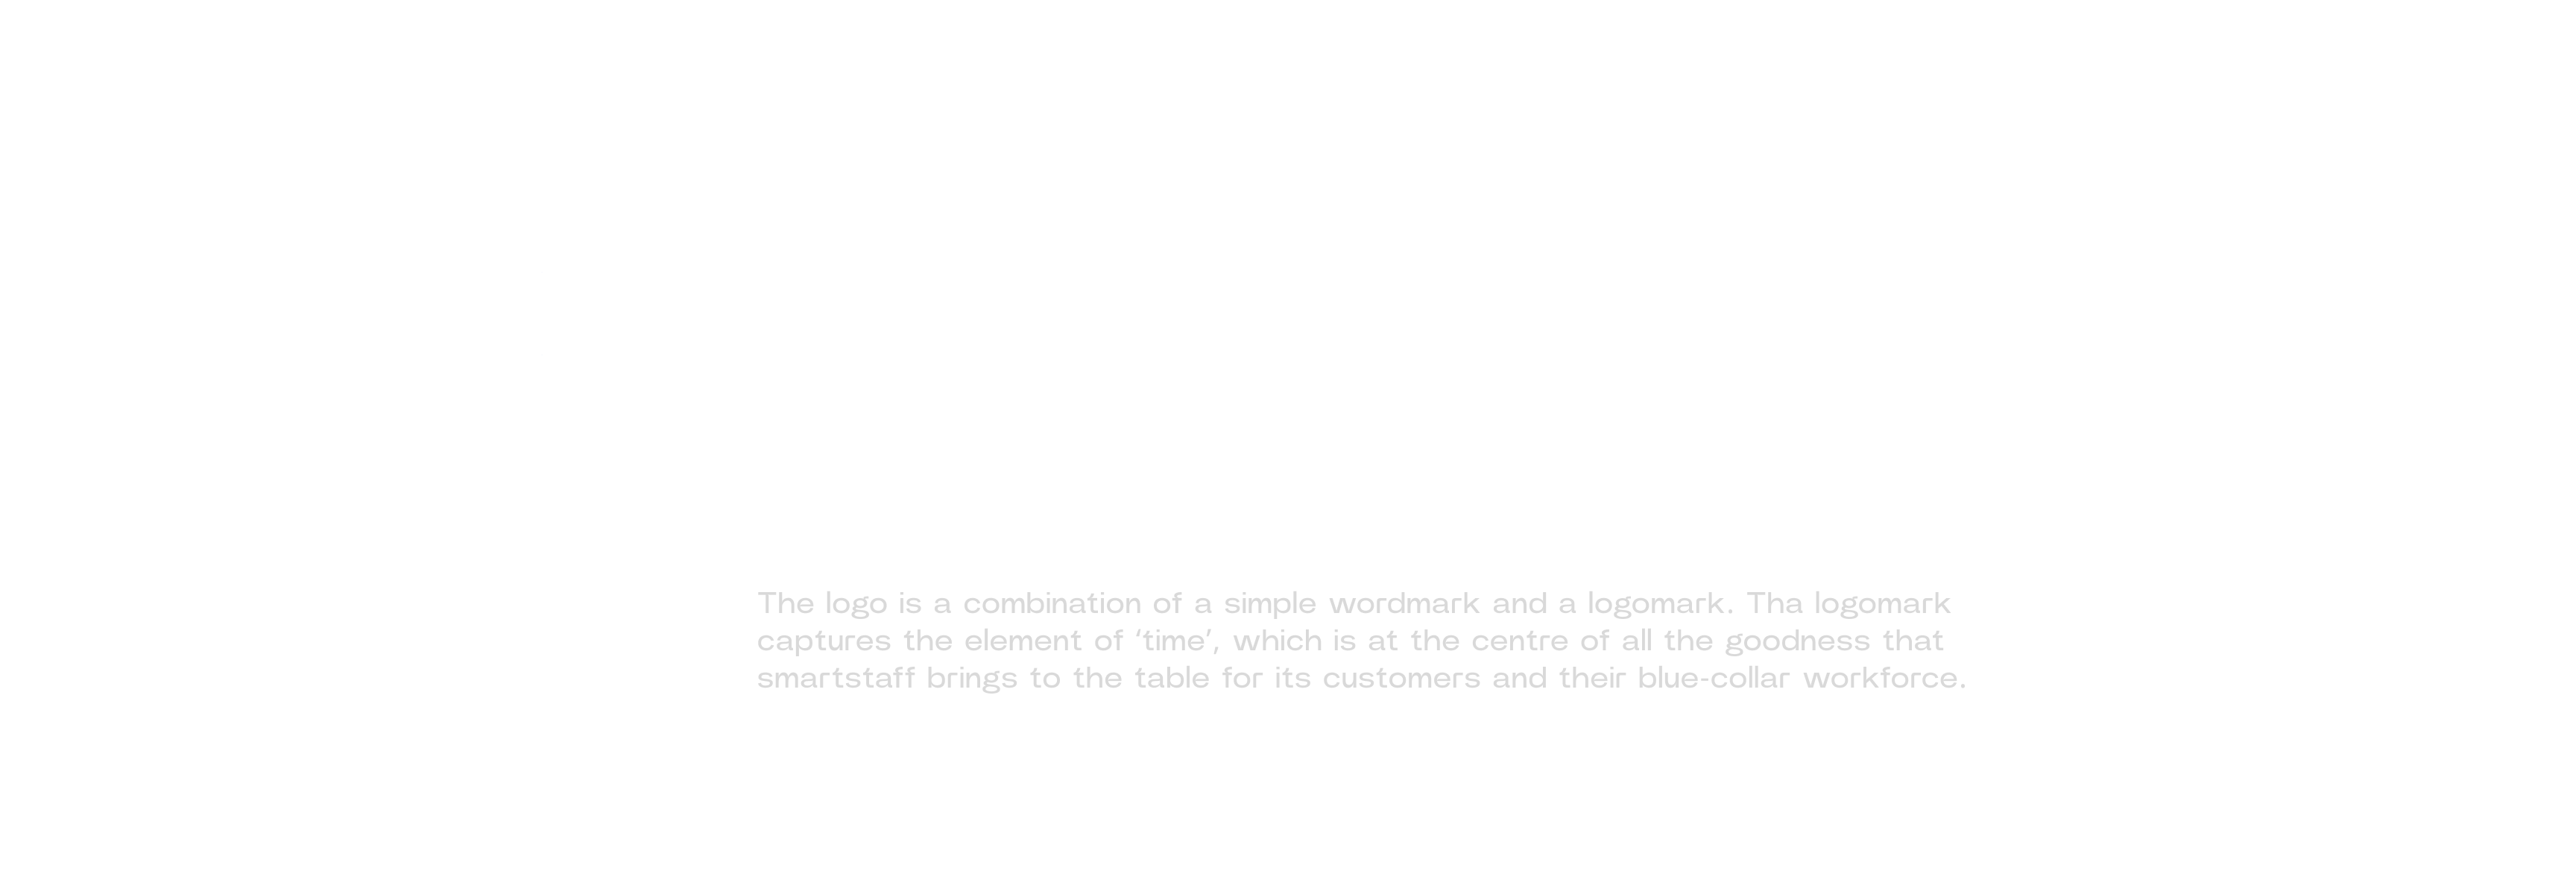 The logo is a combination of a simple wordmark and a logomark. Tha logomark
captures the element of ‘time’, which is at the centre of all the goodness that
smartstaff brings to the table for its customers and their blue-collar workforce.